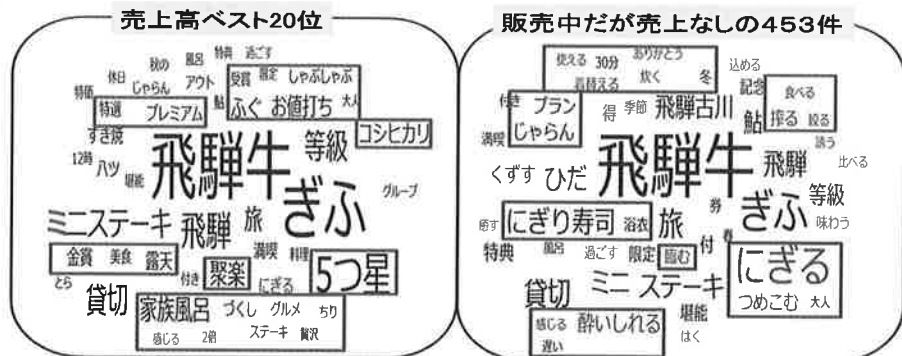 売上高ベスト20位
秋の 風呂 特典 過ごす
休日 じゃらん アウト 受賞 限定 しゃぶしゃぶ
特価 特選 プレミアム 鮎 ふぐ お値打ち 大人
すき焼 飛騨牛 等級 コシヒカリ
12時 八ツ 堪能 ぎふ グループ
ミニステーキ 飛騨 旅
金賞 美食 露天 満喫 料理 5つ星
とら 付き 聚楽 にぎる
貸切 家族風呂 づくし グルメ ちり
感じる 2倍 ステーキ 贅沢
販売中だが売上なしの453件
使える 30分 ありがとう 込める
着替える 炊く 冬 記念 食べる
付き プラン 得 季節 飛騨古川 鮎 搾る 絞る
満喫 じゃらん 飛騨牛 誘う
くずす ひだ 飛騨 比べる
券 ぎふ 等級
癒す にぎり寿司 浴衣 旅 味わう
特典 風呂 過ごす 限定 臨む 付 にぎる
貸切 ミニ ステーキ つめこむ 大人
感じる 酔いしれる 堪能
遅い はく